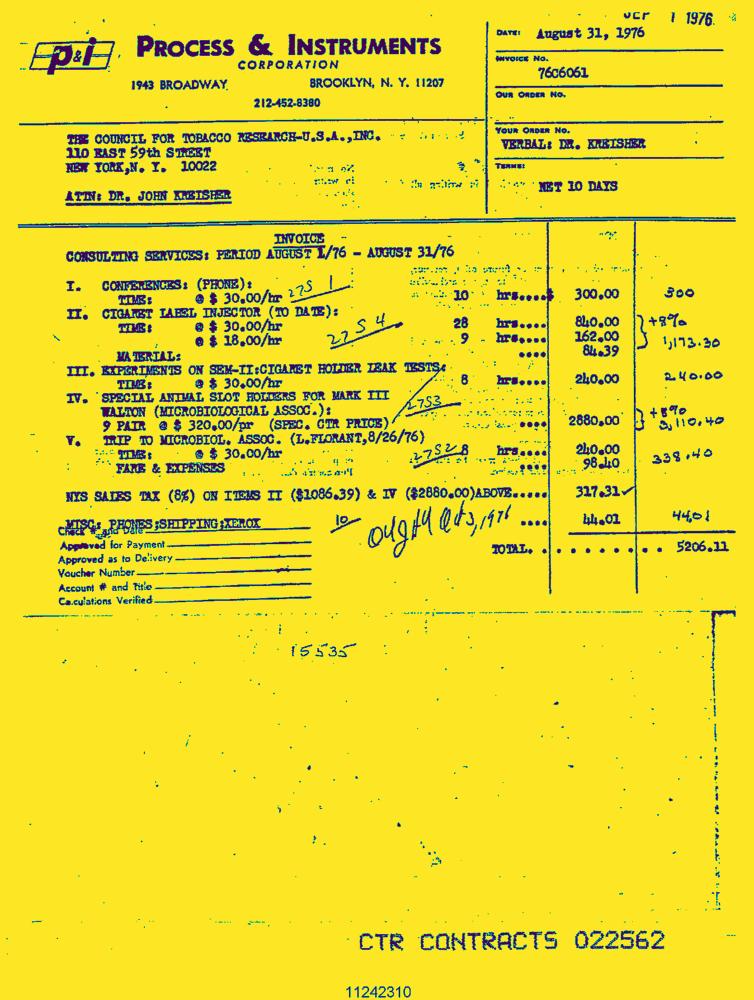 SEP 1 1976
p&i PROCESS & INSTRUMENTS
CORPORATION
1943 BROADWAY, BROOKLYN, N. Y. 11207
212-452-8380
DATE: August 31, 1976
INVOICE NO.
7606061
OUR ORDER NO.
YOUR ORDER NO.
VERBAL: DR. KREISHER
TERMS:
NET 10 DAYS
THE COUNCIL FOR TOBACCO RESEARCH-U.S.A.,INC.
110 EAST 59th STREET
NEW YORK,N. Y. 10022
ATTN: DR. JOHN KREISHER
INVOICE
CONSULTING SERVICES: PERIOD AUGUST 1/76 - AUGUST 31/76
I. CONFERENCES: (PHONE):
TIME: @ $ 30.00/hr 275 1 10 hrs....$ 300.00 300
II. CIGARET LABEL INJECTOR (TO DATE):
TIME: @ $ 30.00/hr 275 4 28 hrs.... 840.00 +8%
@ $ 18.00/hr 9 hrs.... 162.00 1,173.30
MATERIAL: .... 84.39
III. EXPERIMENTS ON SEM-II:CIGARET HOLDER LEAK TESTS:
TIME: @ $ 30.00/hr 8 hrs.... 240.00 240.00
IV. SPECIAL ANIMAL SLOT HOLDERS FOR MARK III
WALTON (MICROBIOLOGICAL ASSOC.): 2753
9 PAIR @ $ 320.00/pr (SPEC. CTR PRICE) .... 2880.00 +8% 3,110.40
V. TRIP TO MICROBIOL. ASSOC. (L.FLORANT,8/26/76)
TIME: @ $ 30.00/hr 2752 8 hrs.... 240.00
FARE & EXPENSES .... 98.40 338.40
NYS SALES TAX (8%) ON ITEMS II ($1086.39) & IV ($2880.00)ABOVE..... 317.31✓
MISC: PHONES;SHIPPING;XEROX 10 .... 44.01 44.01
Check # and Date
Approved for Payment
TOTAL. . . . . . . . . . 5206.11
Approved as to Delivery
Voucher Number
Account # and Title
Calculations Verified
15535
CTR CONTRACTS 022562
11242310